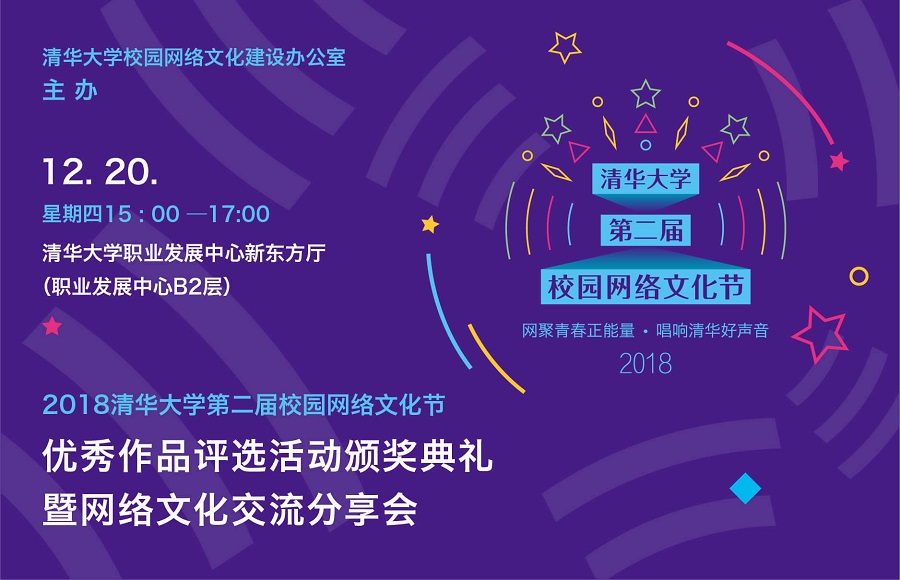 清华大学校园网络文化建设办公室
主 办
12. 20.
星期四15：00 —17:00
清华大学职业发展中心新东方厅
（职业发展中心B2层）
清华大学
第二届
校园网络文化节
网聚青春正能量 · 唱响清华好声音
2018
2018清华大学第二届校园网络文化节
优秀作品评选活动颁奖典礼
暨网络文化交流分享会